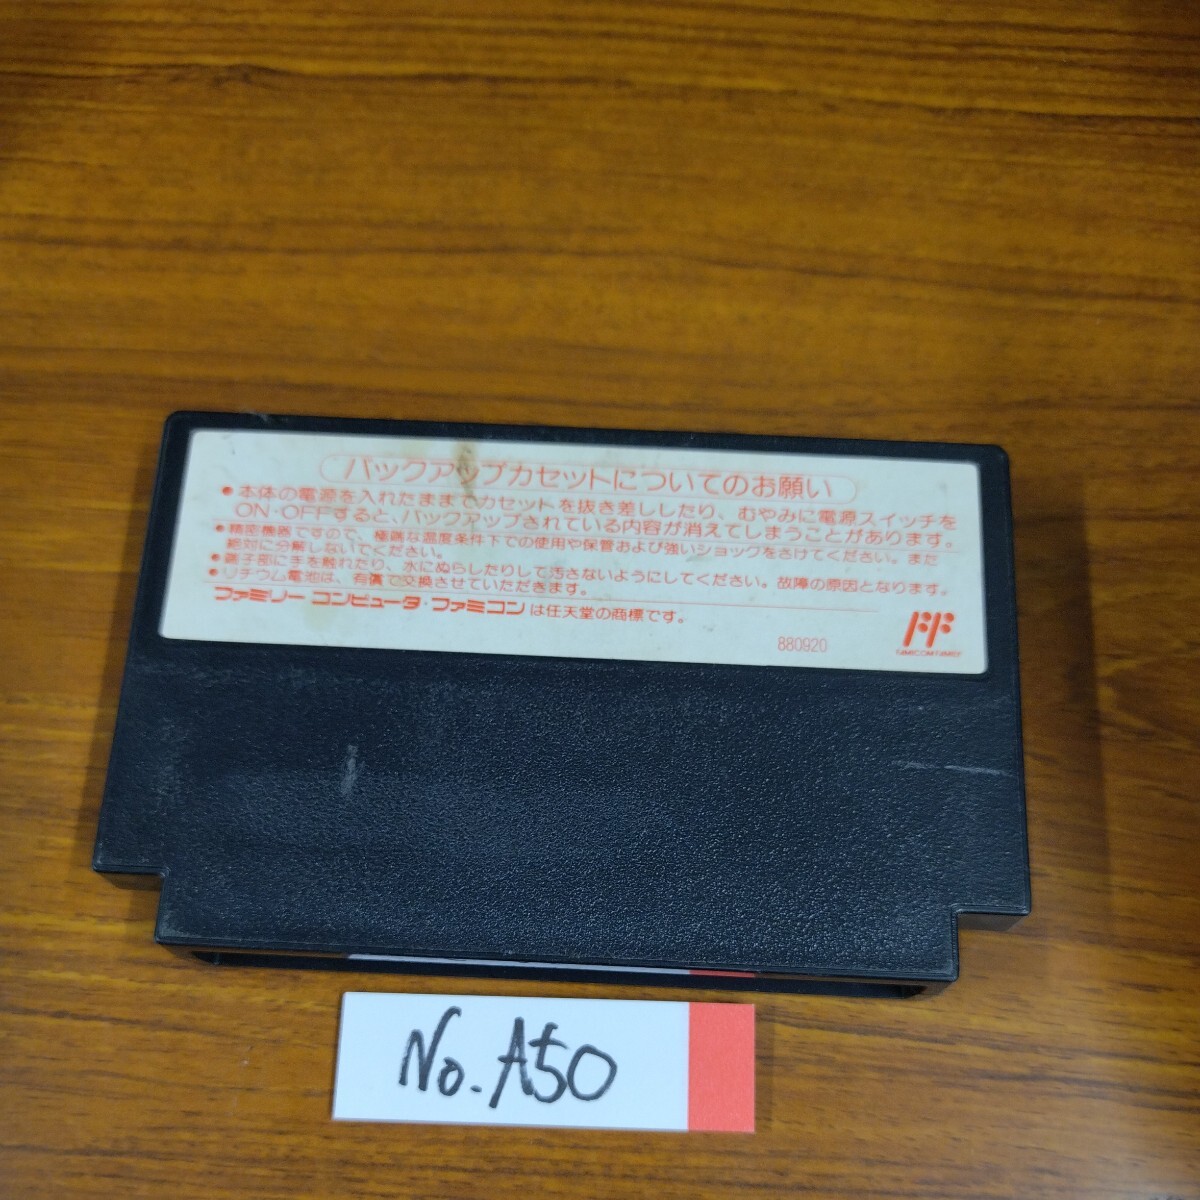 バックアップカセットについてのお願い
●本体の電源を入れたままでカセットを抜き差ししたり、むやみに電源スイッチを
ON・OFFすると、バックアップされている内容が消えてしまうことがあります。
●精密機器ですので、極端な温度条件下での使用や保管および強いショックをさけてください。また
絶対に分解しないでください。
●端子部に手を触れたり、水にぬらしたりして汚さないようにしてください。故障の原因となります。
●リチウム電池は、有償で交換させていただきます。
ファミリー コンピュータ・ファミコン は任天堂の商標です。
880920
FF
FAMICOM FAMILY
No. A50